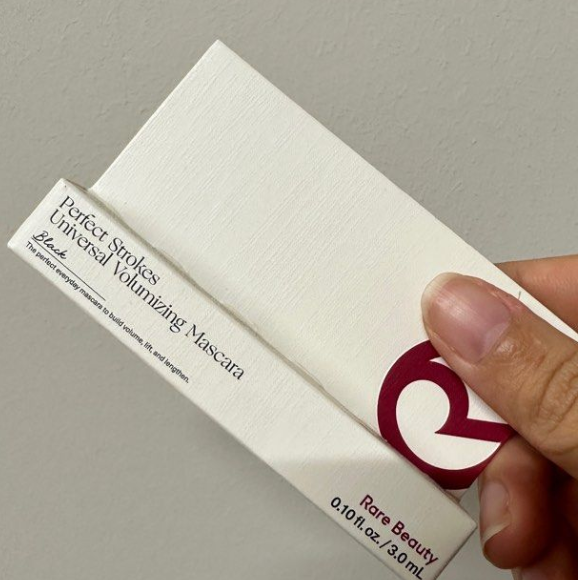 Perfect Strokes
Universal Volumizing Mascara
Black
The perfect everyday mascara to build volume, lift, and lengthen.
Rare Beauty
0.10 fl. oz. / 3.0 mL